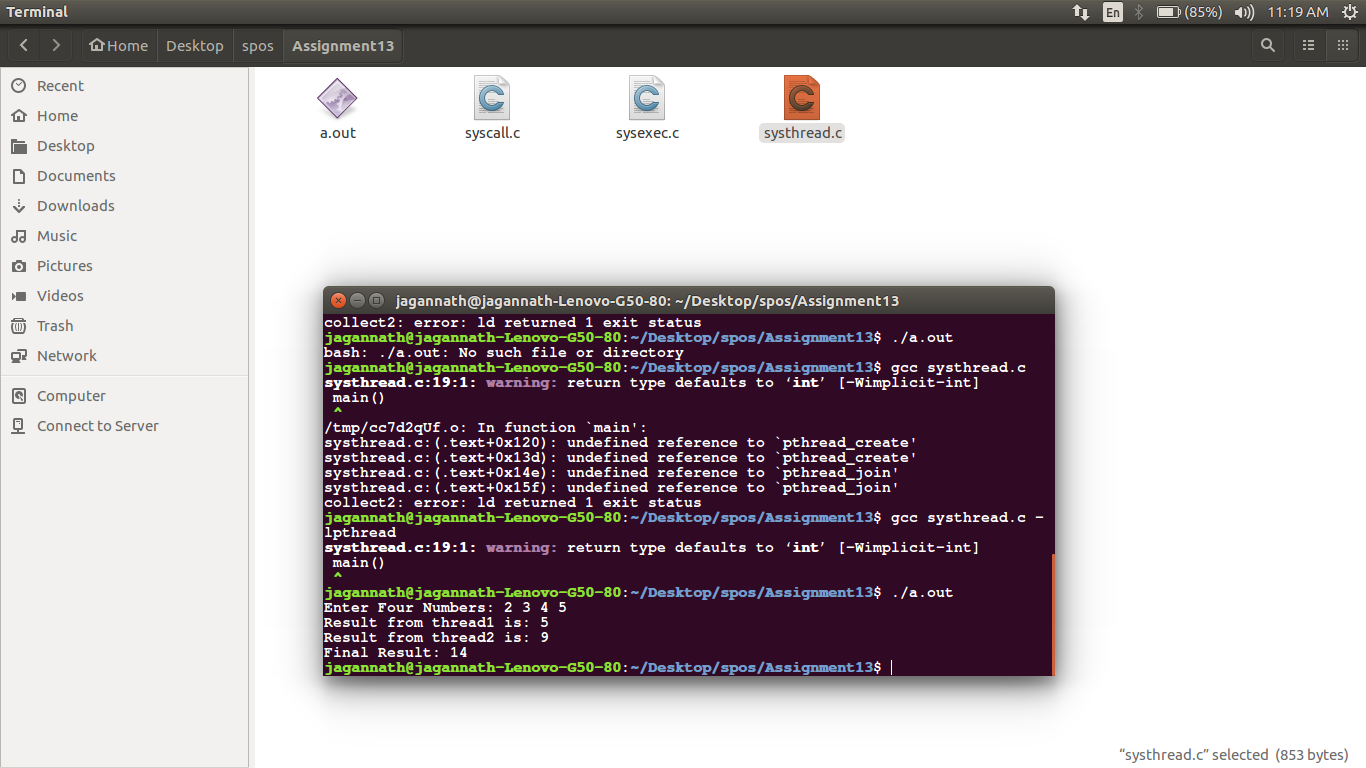 Terminal
En
(85%)
11:19 AM
Home
Desktop
spos
Assignment13
Recent
Home
Desktop
Documents
Downloads
Music
Pictures
Videos
Trash
Network
Computer
Connect to Server
a.out
syscall.c
sysexec.c
systhread.c
jagannath@jagannath-Lenovo-G50-80: ~/Desktop/spos/Assignment13
collect2: error: ld returned 1 exit status
jagannath@jagannath-Lenovo-G50-80:~/Desktop/spos/Assignment13$ ./a.out
bash: ./a.out: No such file or directory
jagannath@jagannath-Lenovo-G50-80:~/Desktop/spos/Assignment13$ gcc systhread.c
systhread.c:19:1: warning: return type defaults to ‘int’ [-Wimplicit-int]
main()
^
/tmp/cc7d2qUf.o: In function `main':
systhread.c:(.text+0x120): undefined reference to `pthread_create'
systhread.c:(.text+0x13d): undefined reference to `pthread_create'
systhread.c:(.text+0x14e): undefined reference to `pthread_join'
systhread.c:(.text+0x15f): undefined reference to `pthread_join'
collect2: error: ld returned 1 exit status
jagannath@jagannath-Lenovo-G50-80:~/Desktop/spos/Assignment13$ gcc systhread.c -
lpthread
systhread.c:19:1: warning: return type defaults to ‘int’ [-Wimplicit-int]
main()
^
jagannath@jagannath-Lenovo-G50-80:~/Desktop/spos/Assignment13$ ./a.out
Enter Four Numbers: 2 3 4 5
Result from thread1 is: 5
Result from thread2 is: 9
Final Result: 14
jagannath@jagannath-Lenovo-G50-80:~/Desktop/spos/Assignment13$
“systhread.c” selected (853 bytes)